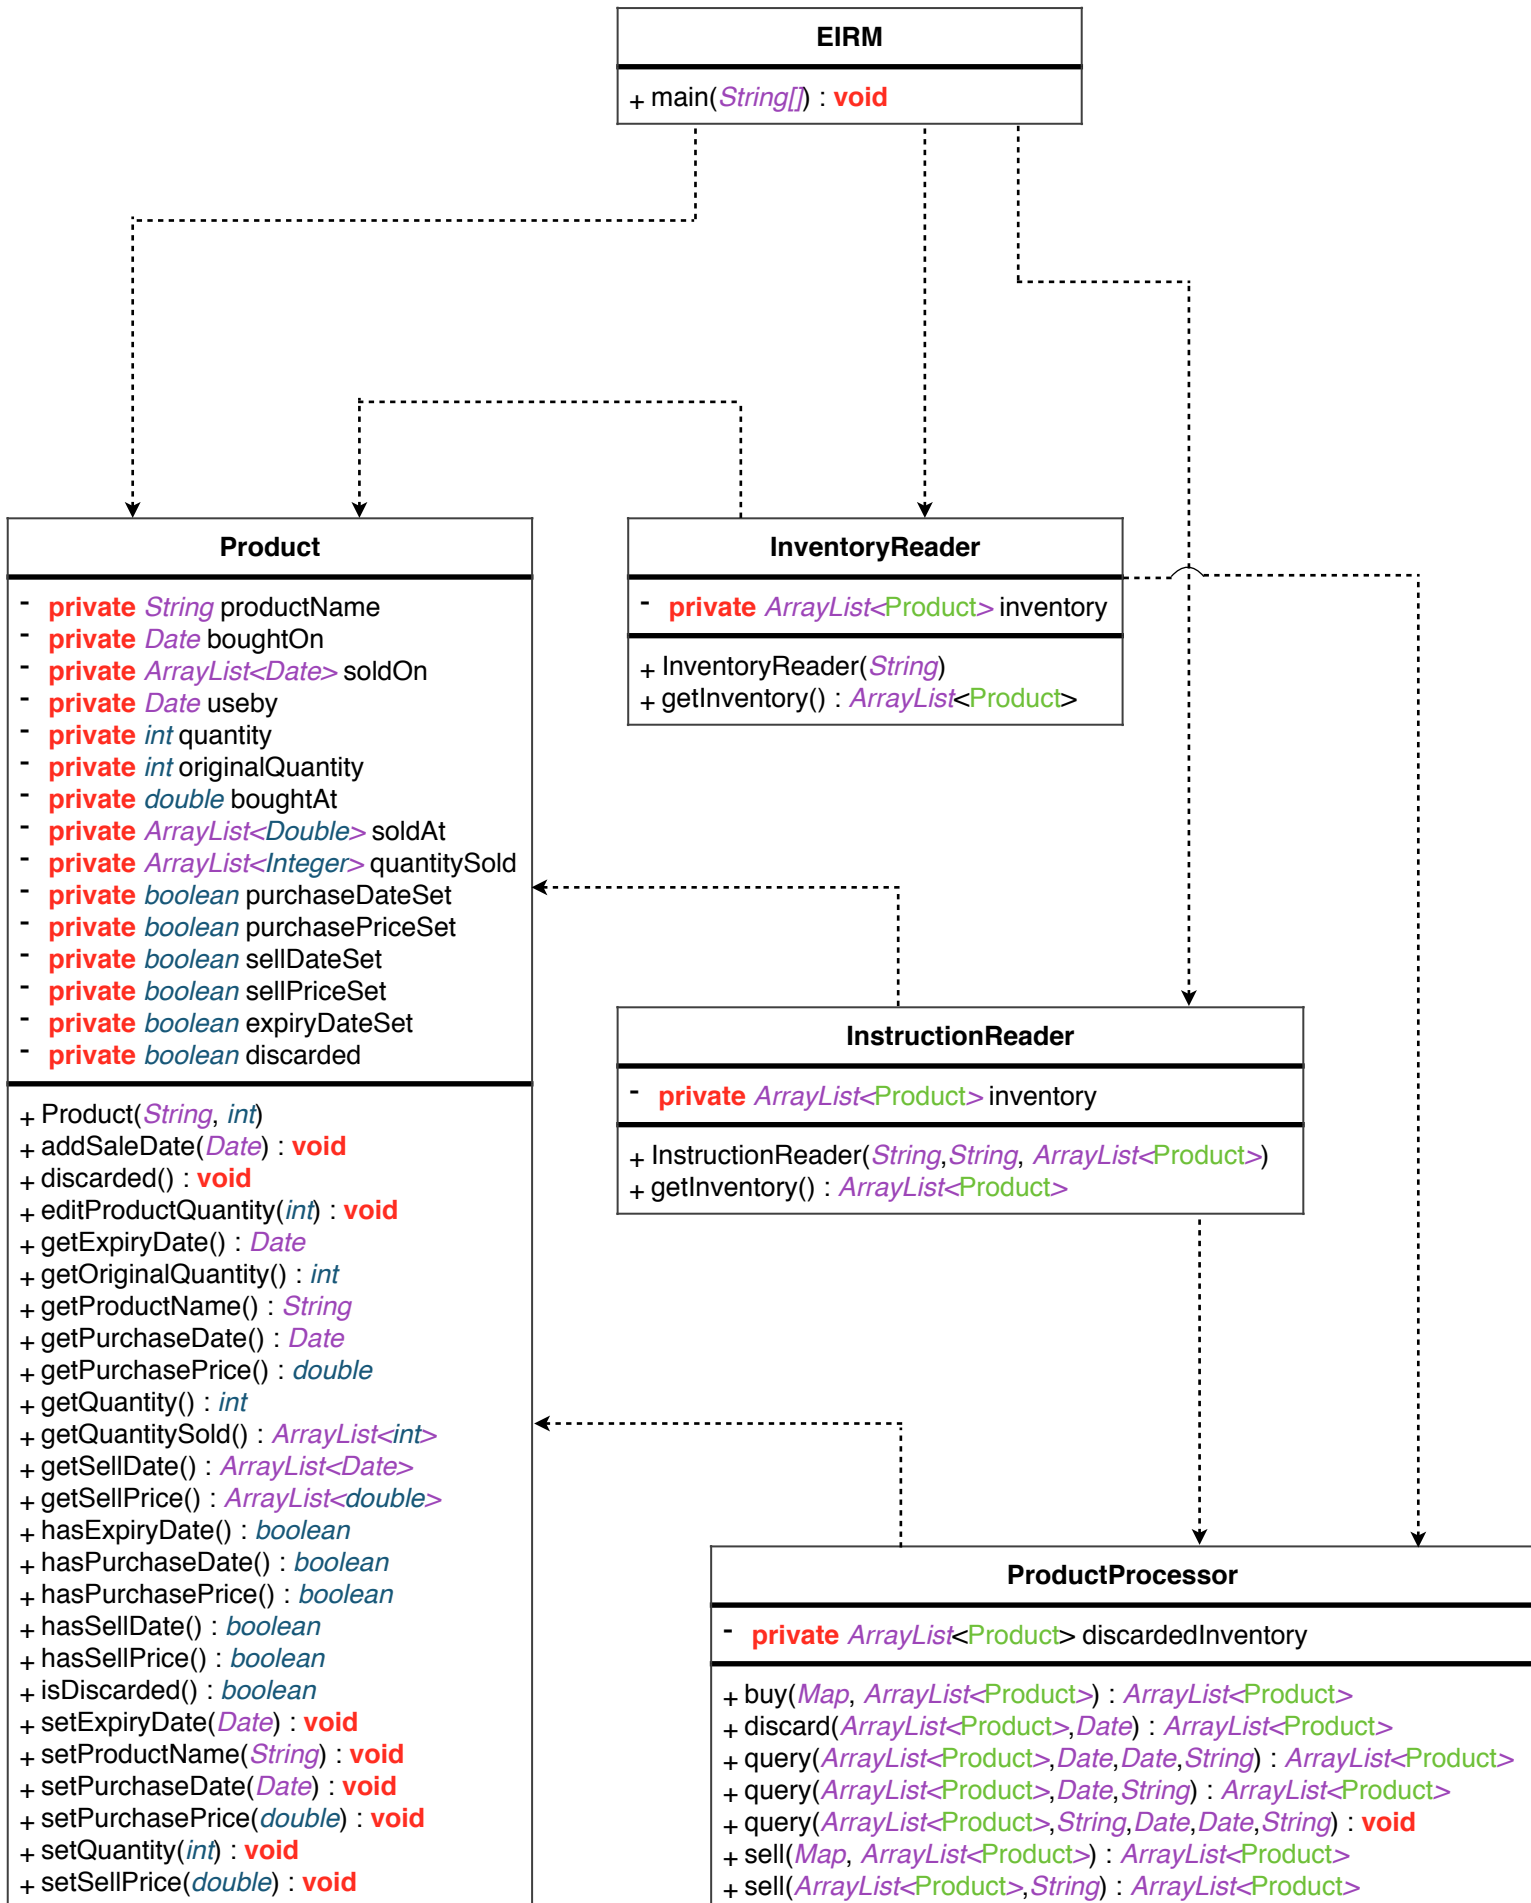 EIRM
+ main(String[]) : void
Product
- private String productName
- private Date boughtOn
- private ArrayList<Date> soldOn
- private Date useby
- private int quantity
- private int originalQuantity
- private double boughtAt
- private ArrayList<Double> soldAt
- private ArrayList<Integer> quantitySold
- private boolean purchaseDateSet
- private boolean purchasePriceSet
- private boolean sellDateSet
- private boolean sellPriceSet
- private boolean expiryDateSet
- private boolean discarded
+ Product(String, int)
+ addSaleDate(Date) : void
+ discarded() : void
+ editProductQuantity(int) : void
+ getExpiryDate() : Date
+ getOriginalQuantity() : int
+ getProductName() : String
+ getPurchaseDate() : Date
+ getPurchasePrice() : double
+ getQuantity() : int
+ getQuantitySold() : ArrayList<int>
+ getSellDate() : ArrayList<Date>
+ getSellPrice() : ArrayList<double>
+ hasExpiryDate() : boolean
+ hasPurchaseDate() : boolean
+ hasPurchasePrice() : boolean
+ hasSellDate() : boolean
+ hasSellPrice() : boolean
+ isDiscarded() : boolean
+ setExpiryDate(Date) : void
+ setProductName(String) : void
+ setPurchaseDate(Date) : void
+ setPurchasePrice(double) : void
+ setQuantity(int) : void
+ setSellPrice(double) : void
InventoryReader
- private ArrayList<Product> inventory
+ InventoryReader(String)
+ getInventory() : ArrayList<Product>
InstructionReader
- private ArrayList<Product> inventory
+ InstructionReader(String,String, ArrayList<Product>)
+ getInventory() : ArrayList<Product>
ProductProcessor
- private ArrayList<Product> discardedInventory
+ buy(Map, ArrayList<Product>) : ArrayList<Product>
+ discard(ArrayList<Product>,Date) : ArrayList<Product>
+ query(ArrayList<Product>,Date,Date,String) : ArrayList<Product>
+ query(ArrayList<Product>,Date,String) : ArrayList<Product>
+ query(ArrayList<Product>,String,Date,Date,String) : void
+ sell(Map, ArrayList<Product>) : ArrayList<Product>
+ sell(ArrayList<Product>,String) : ArrayList<Product>